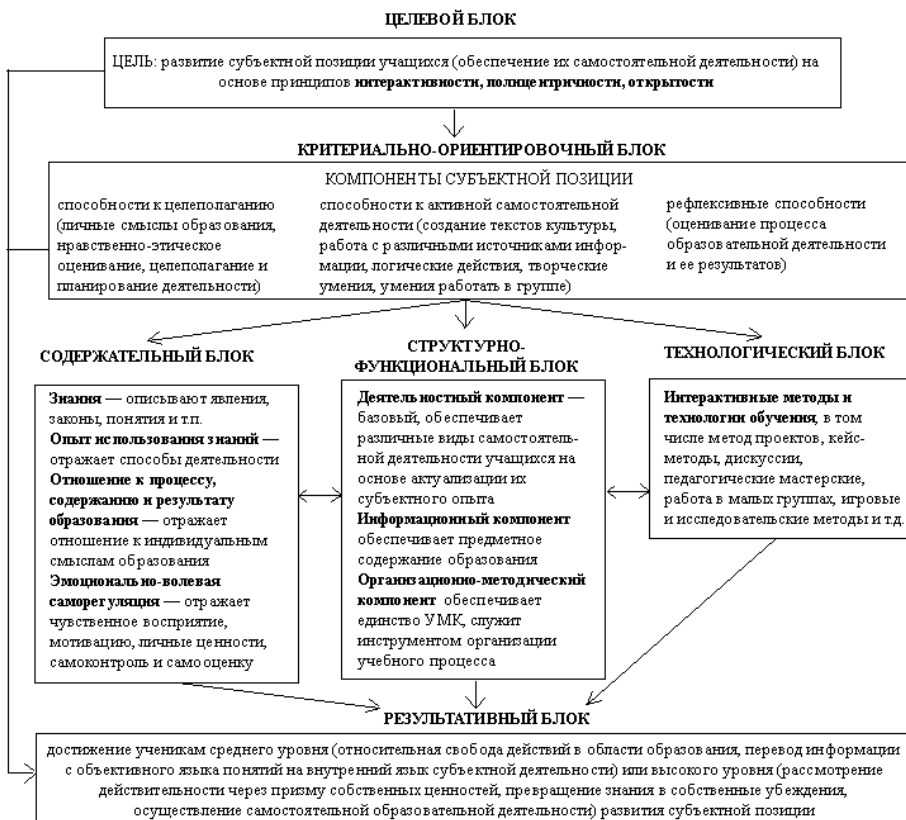 ЦЕЛЕВОЙ БЛОК
ЦЕЛЬ: развитие субъектной позиции учащихся (обеспечение их самостоятельной деятельности) на
основе принципов интерактивности, полицентричности, открытости
КРИТЕРИАЛЬНО-ОРИЕНТИРОВОЧНЫЙ БЛОК
КОМПОНЕНТЫ СУБЪЕКТНОЙ ПОЗИЦИИ
способности к целеполаганию
(личные смыслы образования,
нравственно-этическое
оценивание, целеполагание и
планирование деятельности)
способности к активной самостоятельной
деятельности (создание текстов культуры,
работа с различными источниками инфор-
мации, логические действия, творческие
умения, умения работать в группе)
рефлексивные способности
(оценивание процесса
образовательной деятельности
и ее результатов)
СОДЕРЖАТЕЛЬНЫЙ БЛОК
Знания — описывают явления,
законы, понятия и т.п.
Опыт использования знаний —
отражает способы деятельности
Отношение к процессу,
содержанию и результату
образования — отражает
отношение к индивидуальным
смыслам образования
Эмоционально-волевая
саморегуляция — отражает
чувственное восприятие,
мотивацию, личные ценности,
самоконтроль и самооценку
СТРУКТУРНО-
ФУНКЦИОНАЛЬНЫЙ БЛОК
Деятельностный компонент —
базовый, обеспечивает
различные виды самостоятель-
ной деятельности учащихся на
основе актуализации их
субъектного опыта
Информационный компонент
обеспечивает предметное
содержание образования
Организационно-методический
компонент обеспечивает
единство УМК, служит
инструментом организации
учебного процесса
ТЕХНОЛОГИЧЕСКИЙ БЛОК
Интерактивные методы и
технологии обучения, в том
числе метод проектов, кейс-
методы, дискуссии,
педагогические мастерские,
работа в малых группах, игровые
и исследовательские методы и т.д.
РЕЗУЛЬТАТИВНЫЙ БЛОК
достижение ученикам среднего уровня (относительная свобода действий в области образования, перевод информации
с объективного языка понятий на внутренний язык субъектной деятельности) или высокого уровня (рассмотрение
действительности через призму собственных ценностей, превращение знания в собственные убеждения,
осуществление самостоятельной образовательной деятельности) развития субъектной позиции